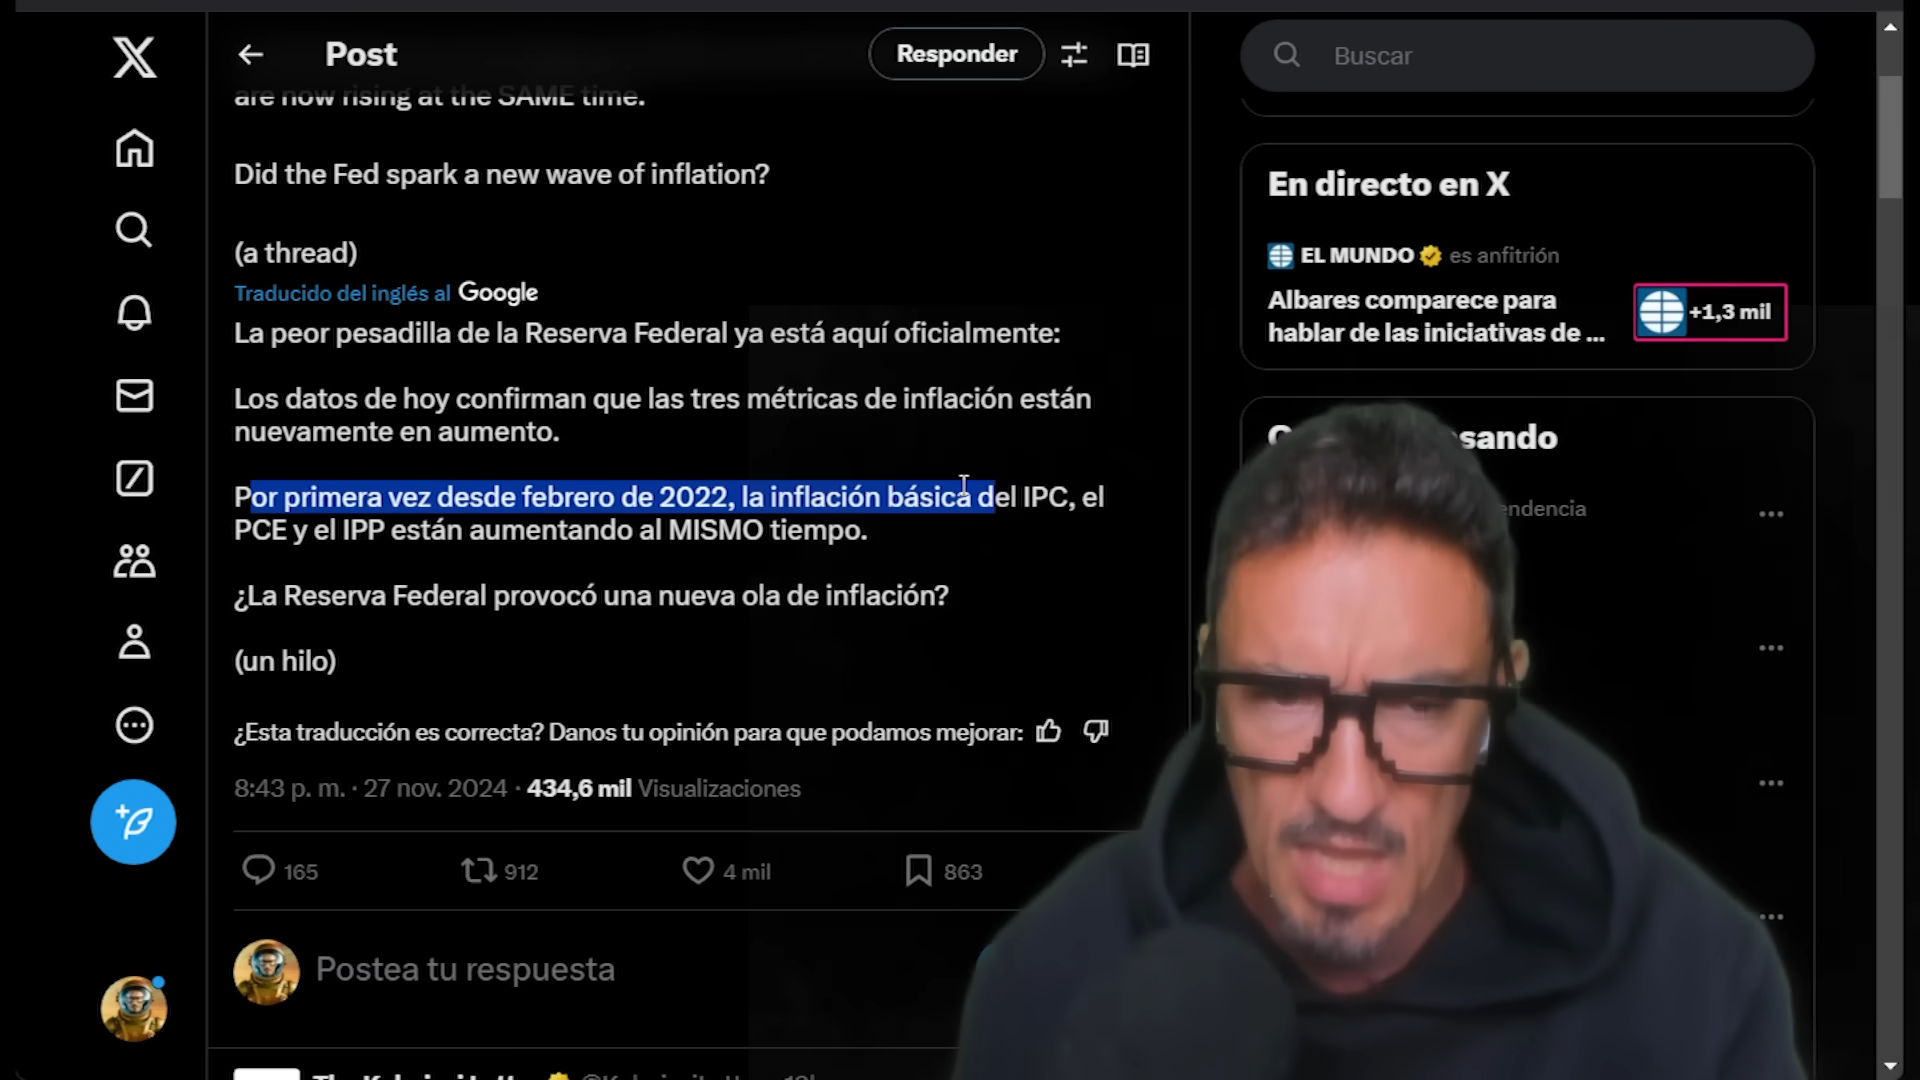 Post
Responder
Buscar
are now rising at the SAME time.
Did the Fed spark a new wave of inflation?
(a thread)
Traducido del inglés al Google
La peor pesadilla de la Reserva Federal ya está aquí oficialmente:
Los datos de hoy confirman que las tres métricas de inflación están
nuevamente en aumento.
Por primera vez desde febrero de 2022, la inflación básica del IPC, el
PCE y el IPP están aumentando al MISMO tiempo.
¿La Reserva Federal provocó una nueva ola de inflación?
(un hilo)
¿Esta traducción es correcta? Danos tu opinión para que podamos mejorar:
8:43 p. m. · 27 nov. 2024 · 434,6 mil Visualizaciones
165 912 4 mil 863
Postea tu respuesta
En directo en X
EL MUNDO es anfitrión
Albares comparece para
hablar de las iniciativas de ...
+1,3 mil
sando
endencia